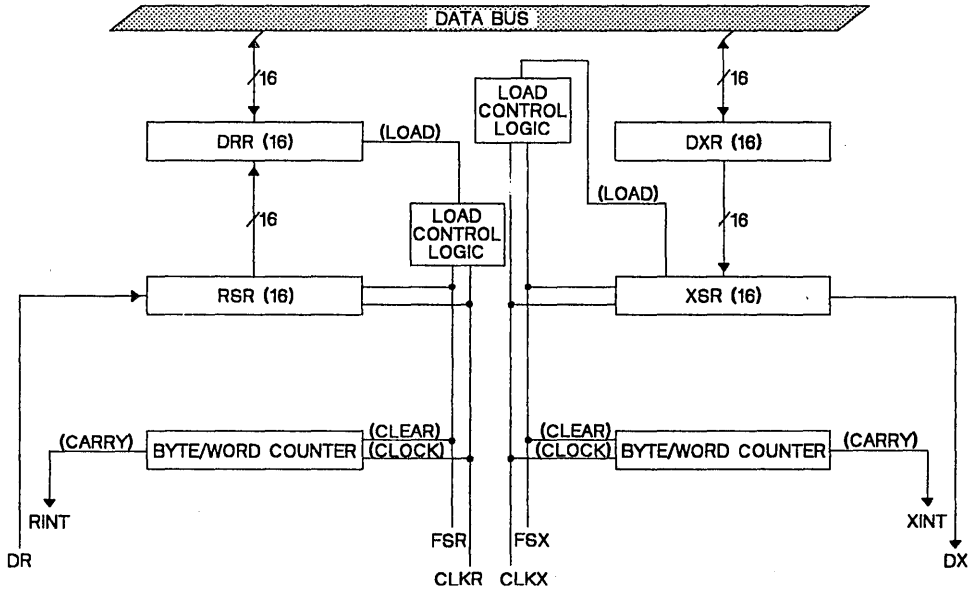 DATA BUS
16
16
LOAD
CONTROL
LOGIC
DRR (16)
(LOAD)
DXR (16)
16
(LOAD)
16
LOAD
CONTROL
LOGIC
RSR (16)
XSR (16)
(CARRY)
BYTE/WORD COUNTER
(CLEAR)
(CLOCK)
(CLEAR)
(CLOCK)
BYTE/WORD COUNTER
(CARRY)
RINT
XINT
DR
FSR
FSX
DX
CLKR
CLKX